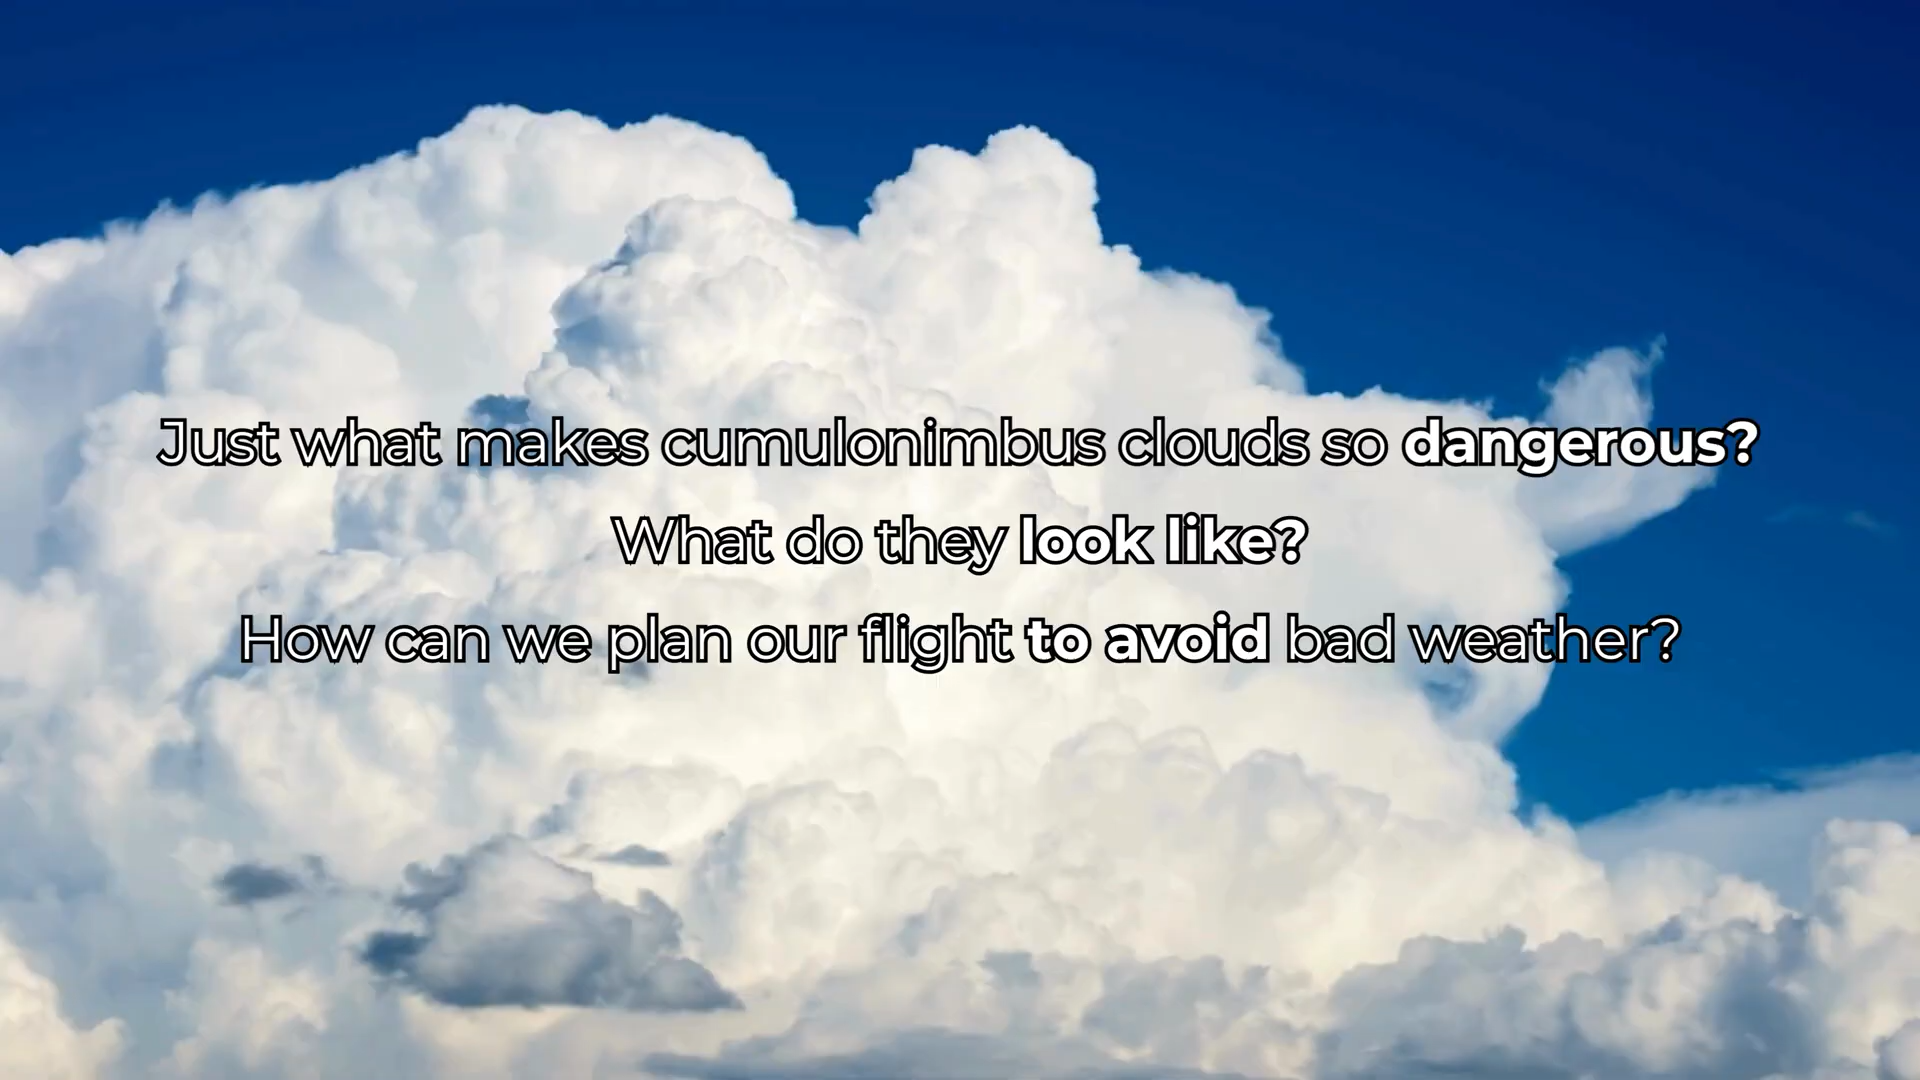 Just what makes cumulonimbus clouds so dangerous?
What do they look like?
How can we plan our flight to avoid bad weather?